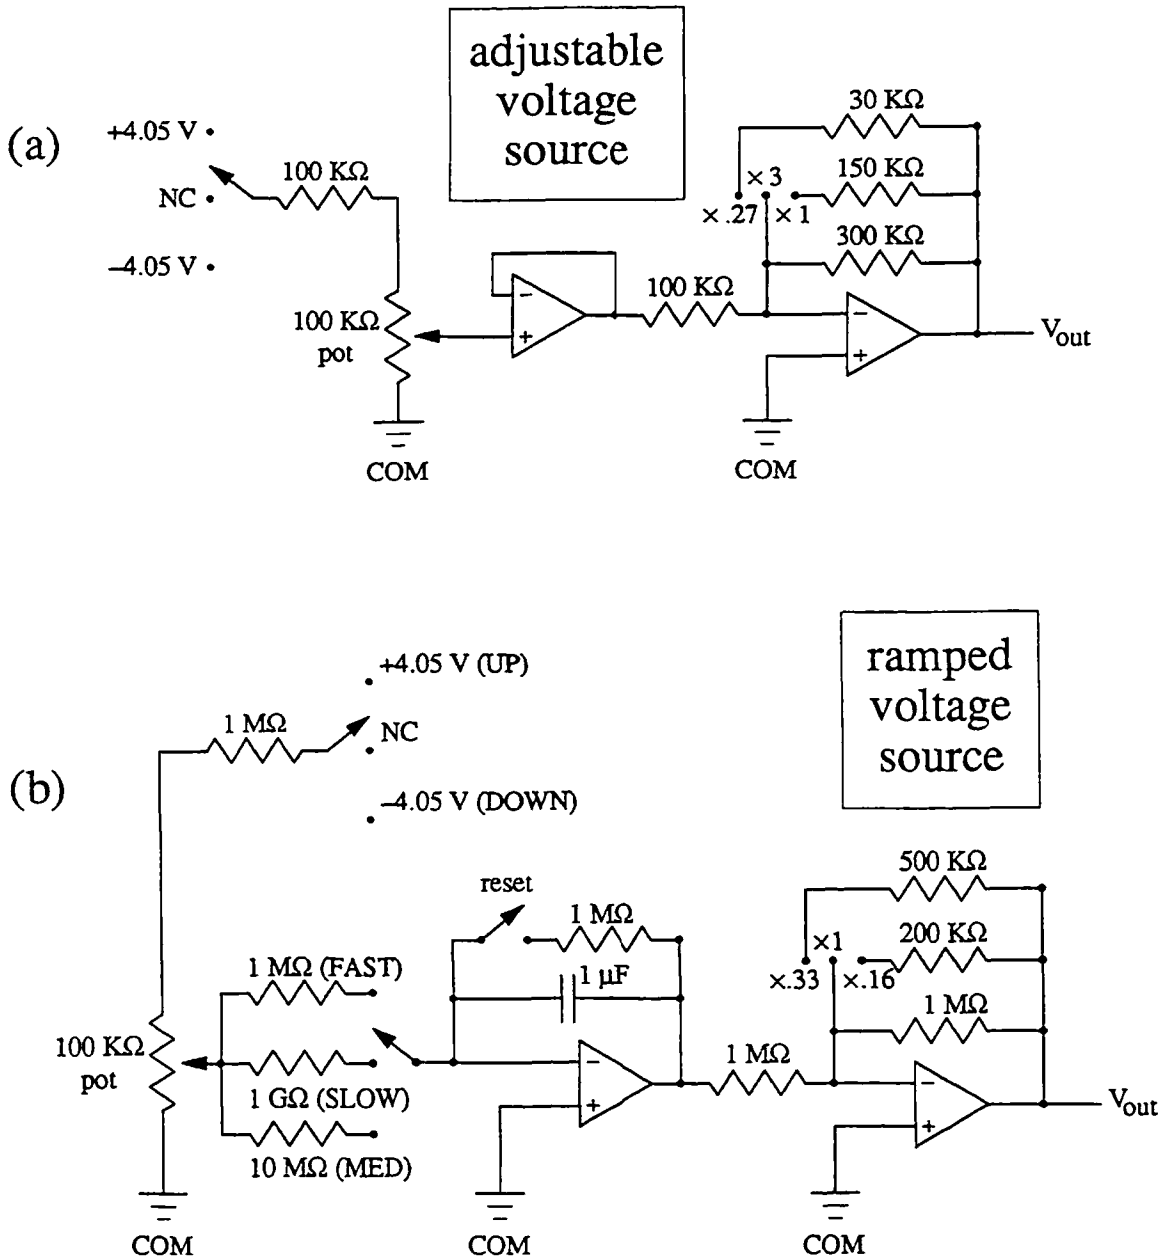 (a)
adjustable
voltage
source
+4.05 V
NC
–4.05 V
100 KΩ
100 KΩ
pot
COM
–
+
100 KΩ
30 KΩ
150 KΩ
300 KΩ
× 3
× .27
× 1
–
+
COM
Vout
(b)
ramped
voltage
source
+4.05 V (UP)
NC
–4.05 V (DOWN)
1 MΩ
100 KΩ
pot
COM
1 MΩ (FAST)
1 GΩ (SLOW)
10 MΩ (MED)
reset
1 MΩ
1 µF
–
+
COM
1 MΩ
500 KΩ
200 KΩ
1 MΩ
×1
×.33
×.16
–
+
COM
Vout